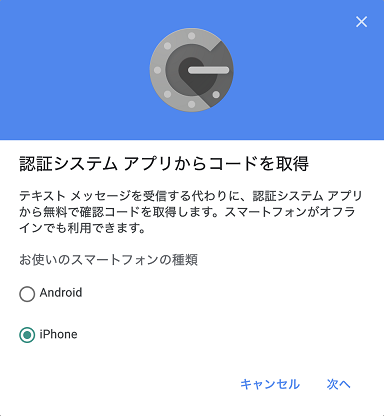 認証システム アプリからコードを取得
テキスト メッセージを受信する代わりに、認証システム アプリ
から無料で確認コードを取得します。スマートフォンがオフラ
インでも利用できます。
お使いのスマートフォンの種類
Android
iPhone
キャンセル 次へ